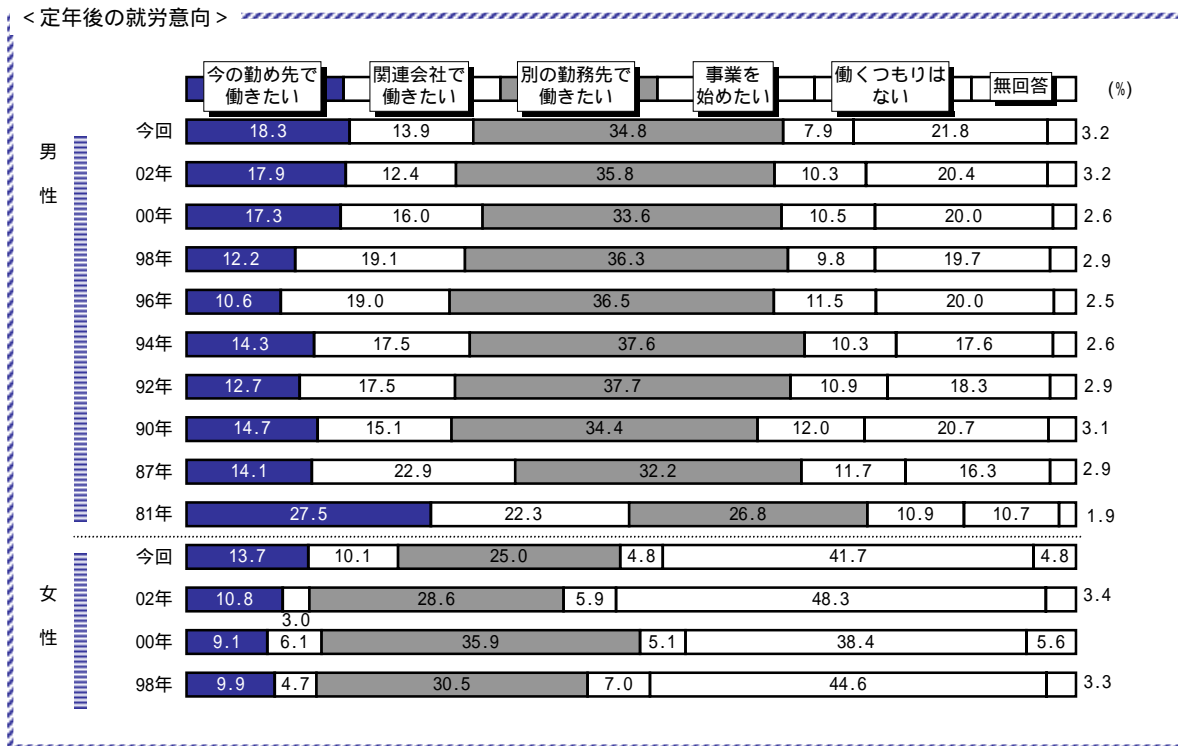 <定年後の就労意向>
今の勤め先で
働きたい
関連会社で
働きたい
別の勤務先で
働きたい
事業を
始めたい
働くつもりは
ない
無回答
(%)
男
性
今回 18.3 13.9 34.8 7.9 21.8 3.2
02年 17.9 12.4 35.8 10.3 20.4 3.2
00年 17.3 16.0 33.6 10.5 20.0 2.6
98年 12.2 19.1 36.3 9.8 19.7 2.9
96年 10.6 19.0 36.5 11.5 20.0 2.5
94年 14.3 17.5 37.6 10.3 17.6 2.6
92年 12.7 17.5 37.7 10.9 18.3 2.9
90年 14.7 15.1 34.4 12.0 20.7 3.1
87年 14.1 22.9 32.2 11.7 16.3 2.9
81年 27.5 22.3 26.8 10.9 10.7 1.9
女
性
今回 13.7 10.1 25.0 4.8 41.7 4.8
02年 10.8 3.0 28.6 5.9 48.3 3.4
00年 9.1 6.1 35.9 5.1 38.4 5.6
98年 9.9 4.7 30.5 7.0 44.6 3.3